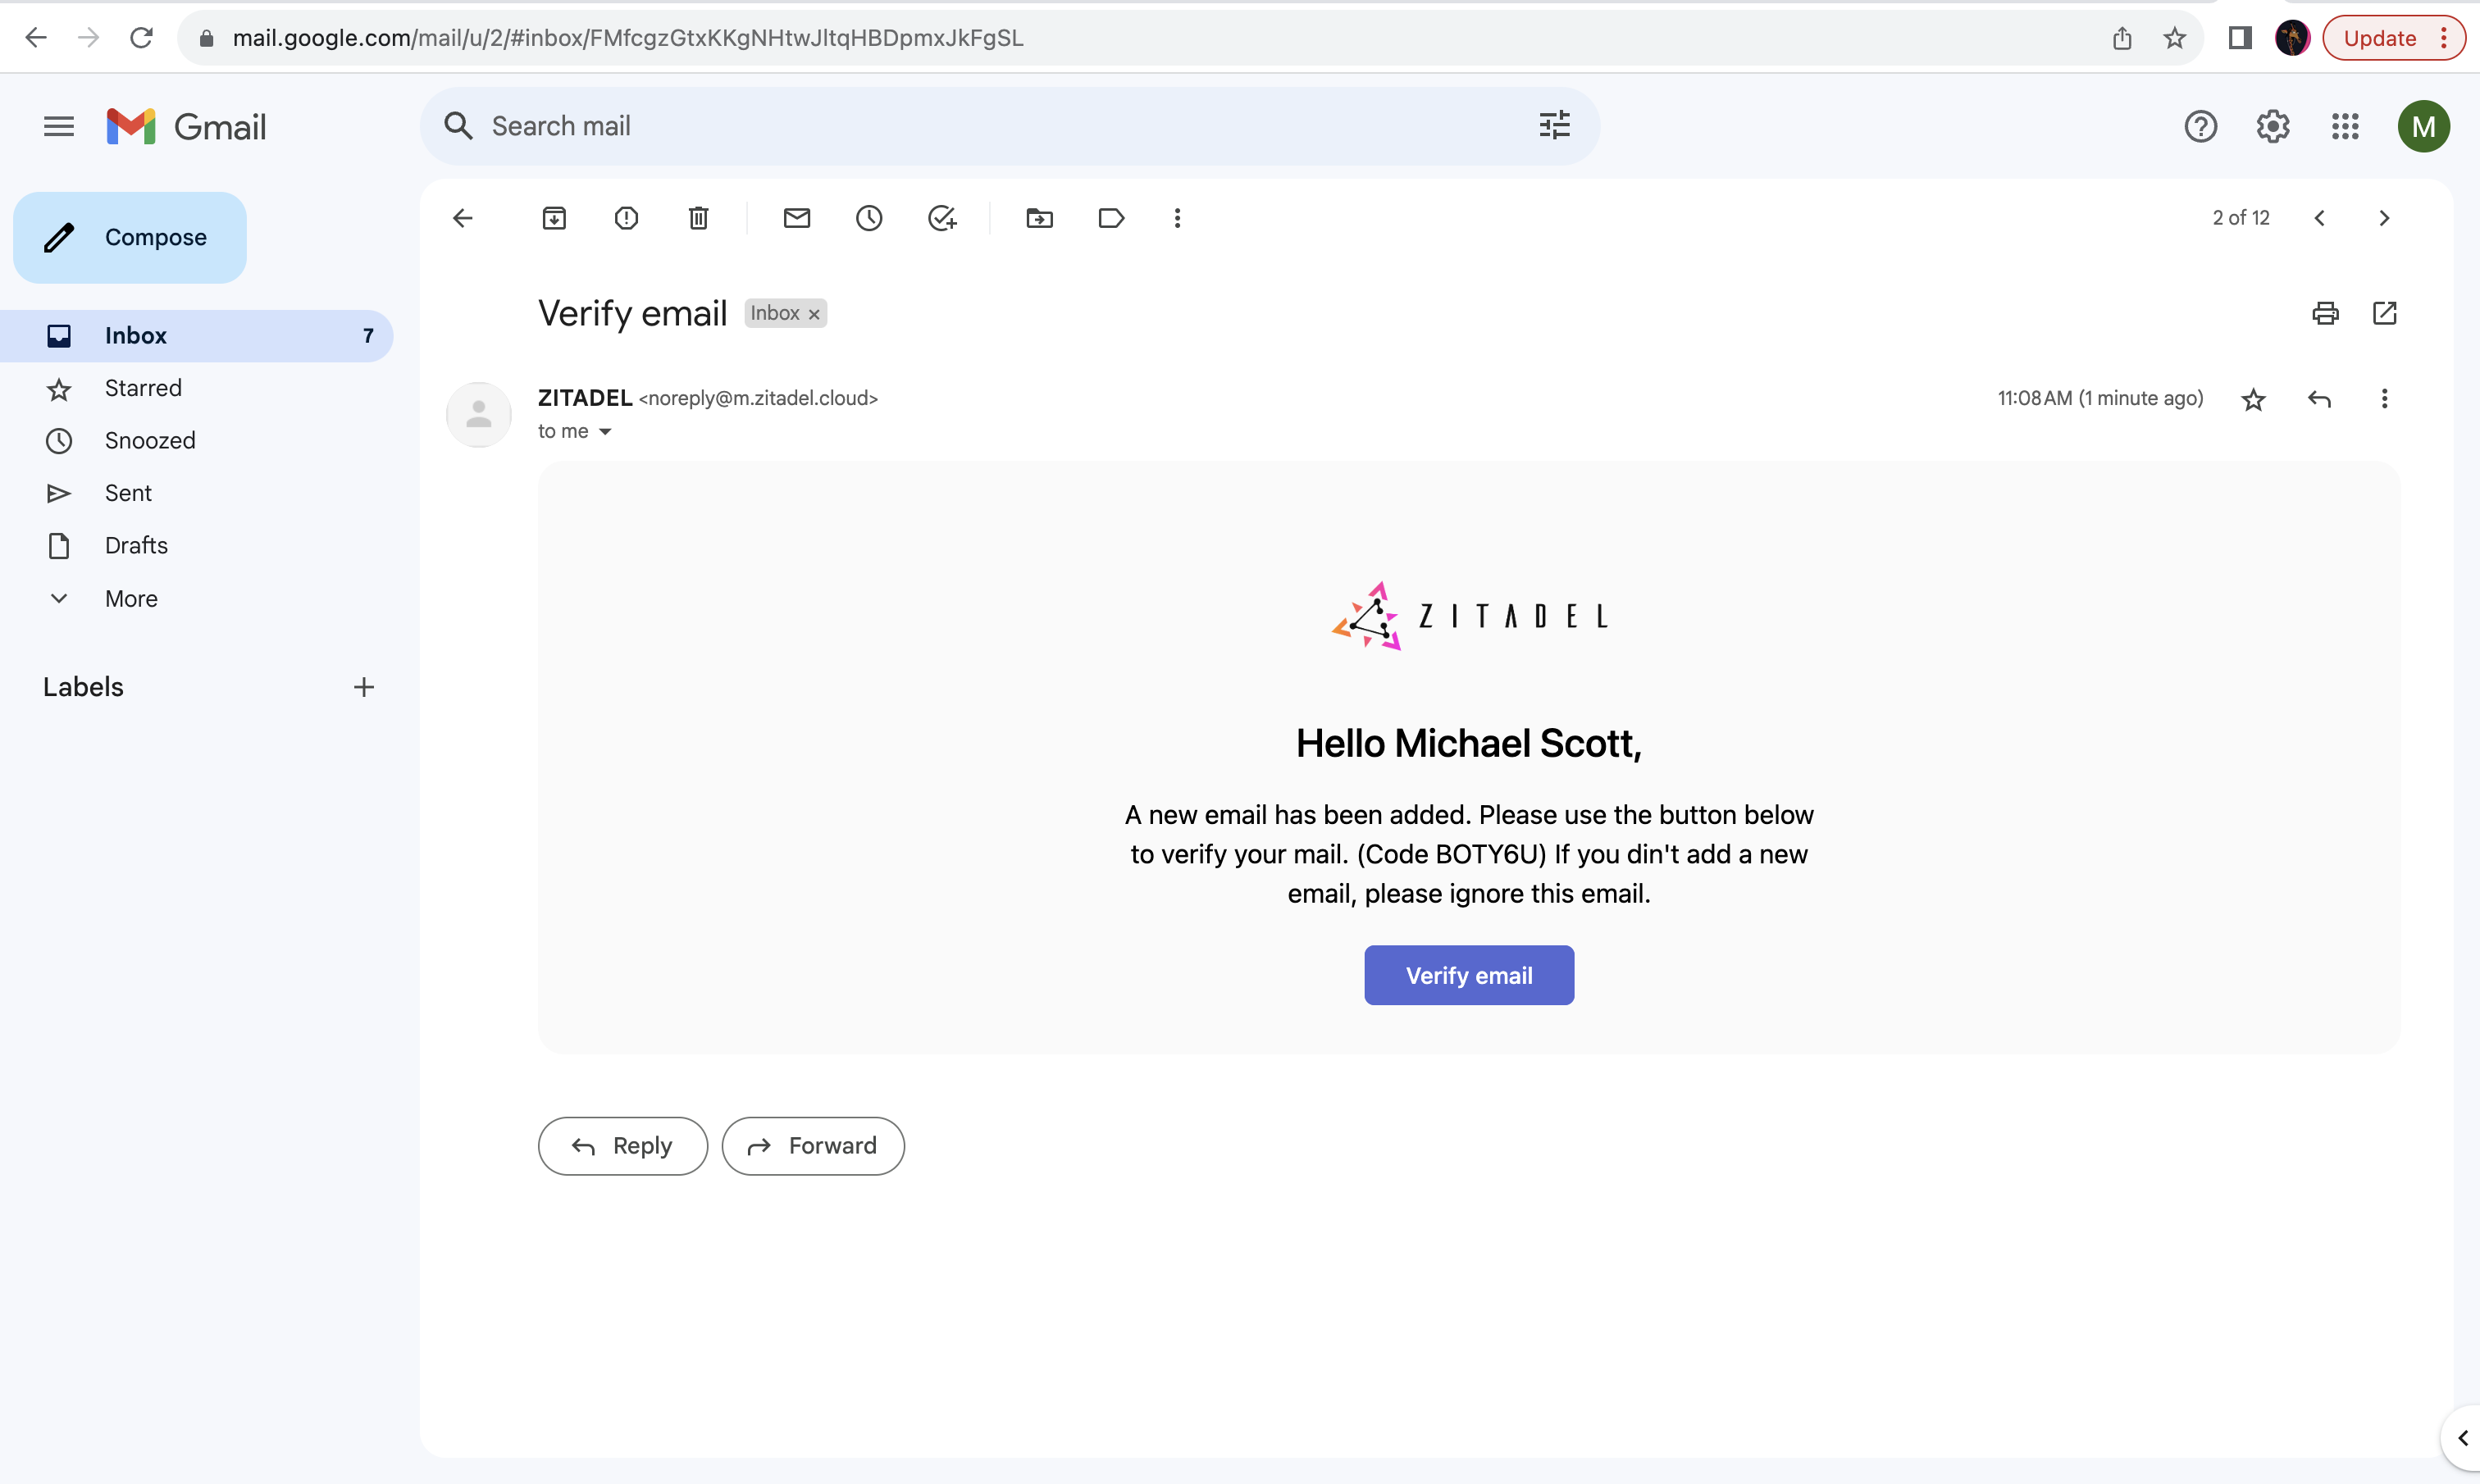 mail.google.com/mail/u/2/#inbox/FMfcgzGtxKKgNHtwJltqHBDpmxJkFgSL
Update
Gmail
Search mail
M
Compose
2 of 12
Verify email Inbox ×
Inbox 7
Starred
Snoozed
Sent
Drafts
More
Labels
ZITADEL <noreply@m.zitadel.cloud>
11:08 AM (1 minute ago)
to me
ZITADEL
Hello Michael Scott,
A new email has been added. Please use the button below
to verify your mail. (Code BOTY6U) If you din't add a new
email, please ignore this email.
Verify email
Reply
Forward